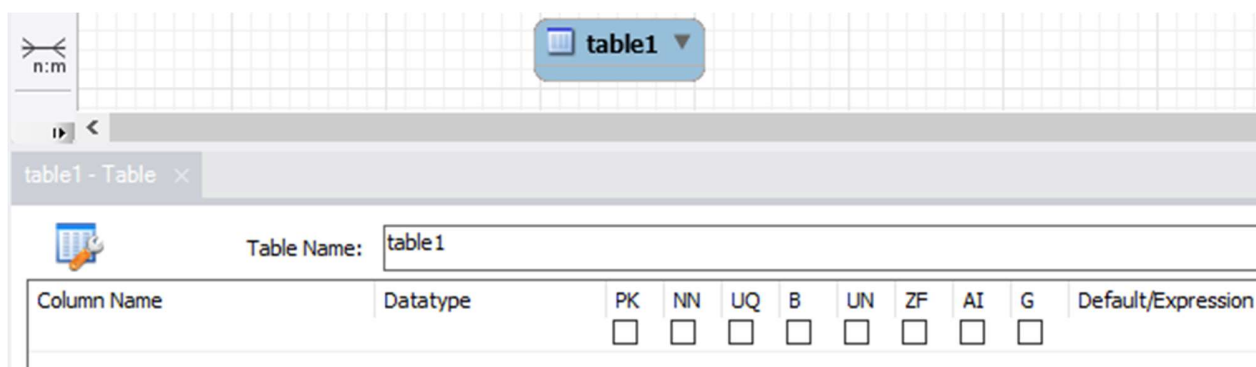 table1
n:m
table1 - Table
Table Name: table1
Column Name Datatype PK NN UQ B UN ZF AI G Default/Expression